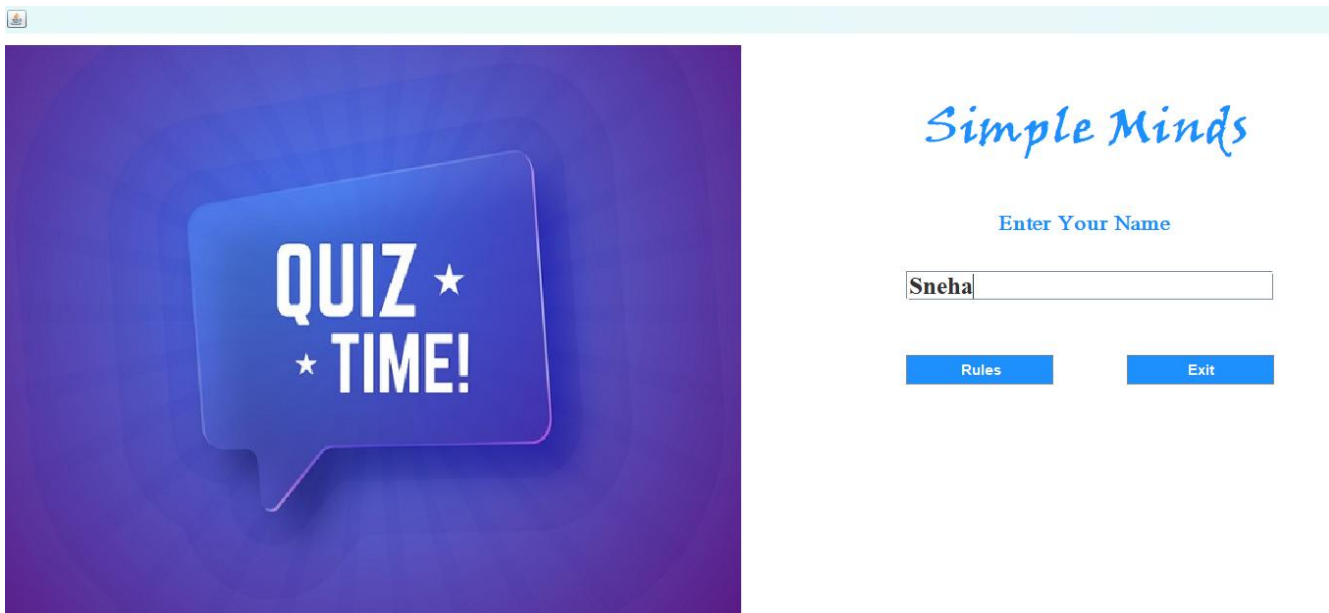 QUIZ
TIME!
Simple Minds
Enter Your Name
Sneha
Rules
Exit